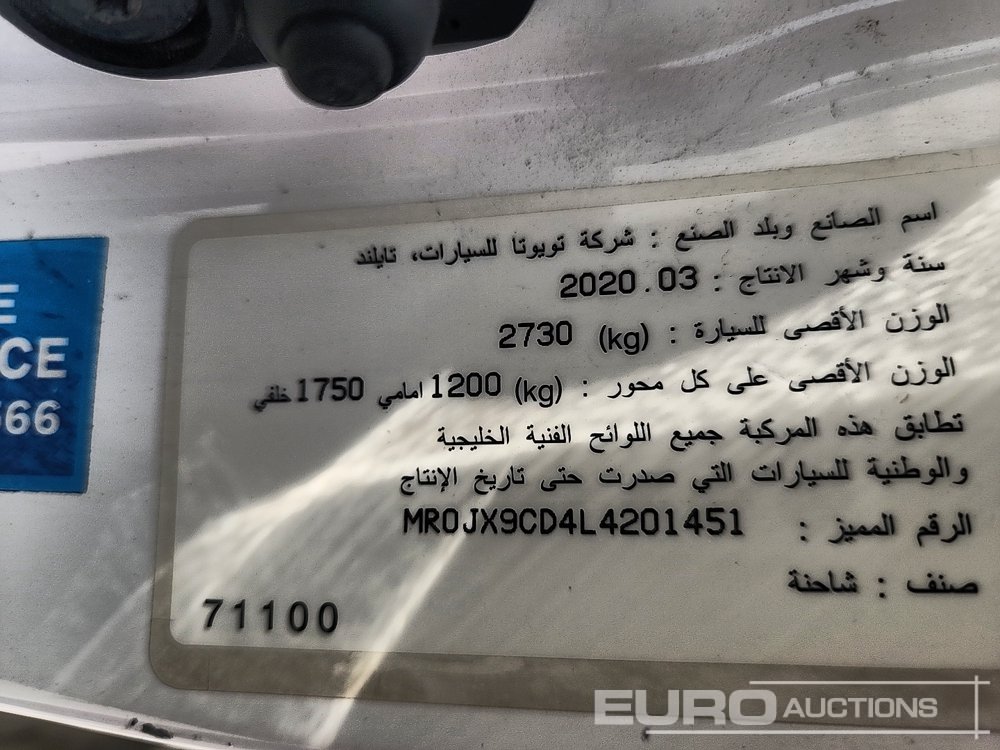 اسم الصانع وبلد الصنع : شركة تويوتا للسيارات، تايلند
سنة وشهر الانتاج : 2020.03
الوزن الأقصى للسيارة : (kg) 2730
الوزن الأقصى على كل محور : (kg) 1200 امامي 1750 خلفي
تطابق هذه المركبة جميع اللوائح الفنية الخليجية
والوطنية للسيارات التي صدرت حتى تاريخ الإنتاج
الرقم المميز : MR0JX9CD4L4201451
صنف : شاحنة
71100
E
CE
566
EURO AUCTIONS